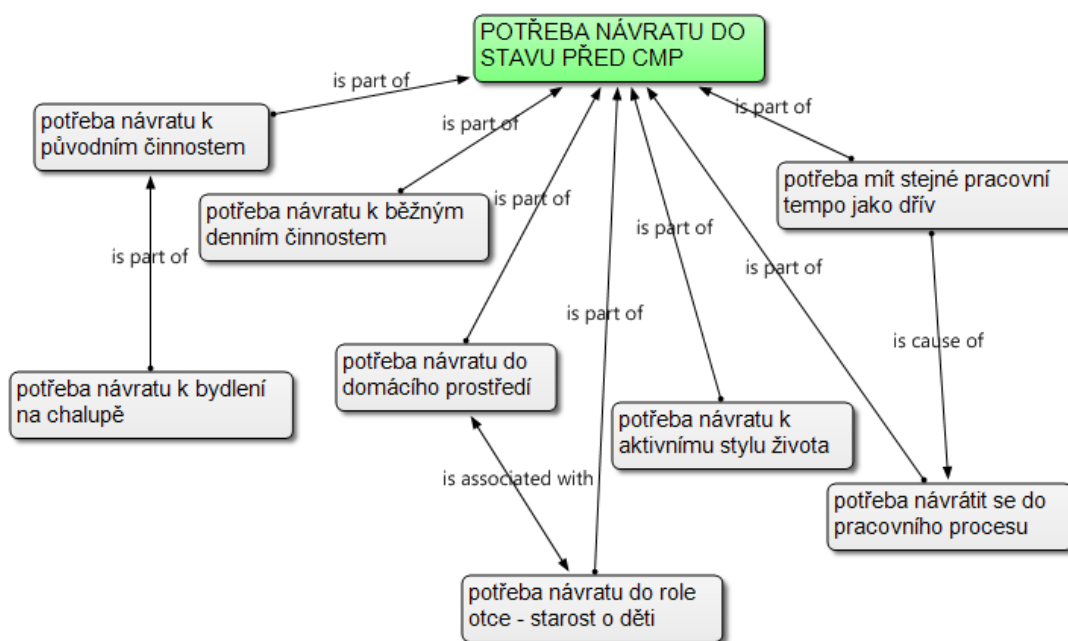 POTŘEBA NÁVRATU DO
STAVU PŘED CMP
is part of
potřeba návratu k
původním činnostem
is part of
is part of
potřeba mít stejné pracovní
tempo jako dřív
potřeba návratu k běžným
denním činnostem
is part of
is part of
is part of
is part of
is part of
is cause of
potřeba návratu do
domácího prostředí
potřeba návratu k bydlení
na chalupě
potřeba návratu k
aktivnímu stylu života
is associated with
potřeba návrátit se do
pracovního procesu
potřeba návratu do role
otce - starost o děti